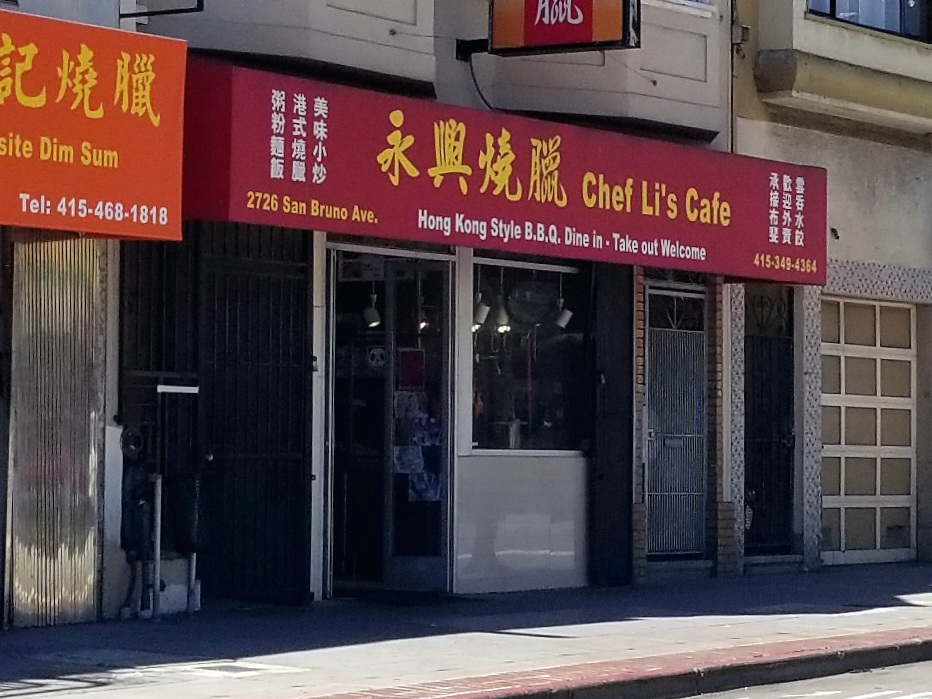 臘
記燒臘
site Dim Sum
Tel: 415-468-1818
美味小炒
港式燒臘
粥粉麵飯
2726 San Bruno Ave.
永興燒臘 Chef Li's Cafe
Hong Kong Style B.B.Q. Dine in - Take out Welcome
雲吞水餃
歡迎外賣
承接布斐
415-349-4364